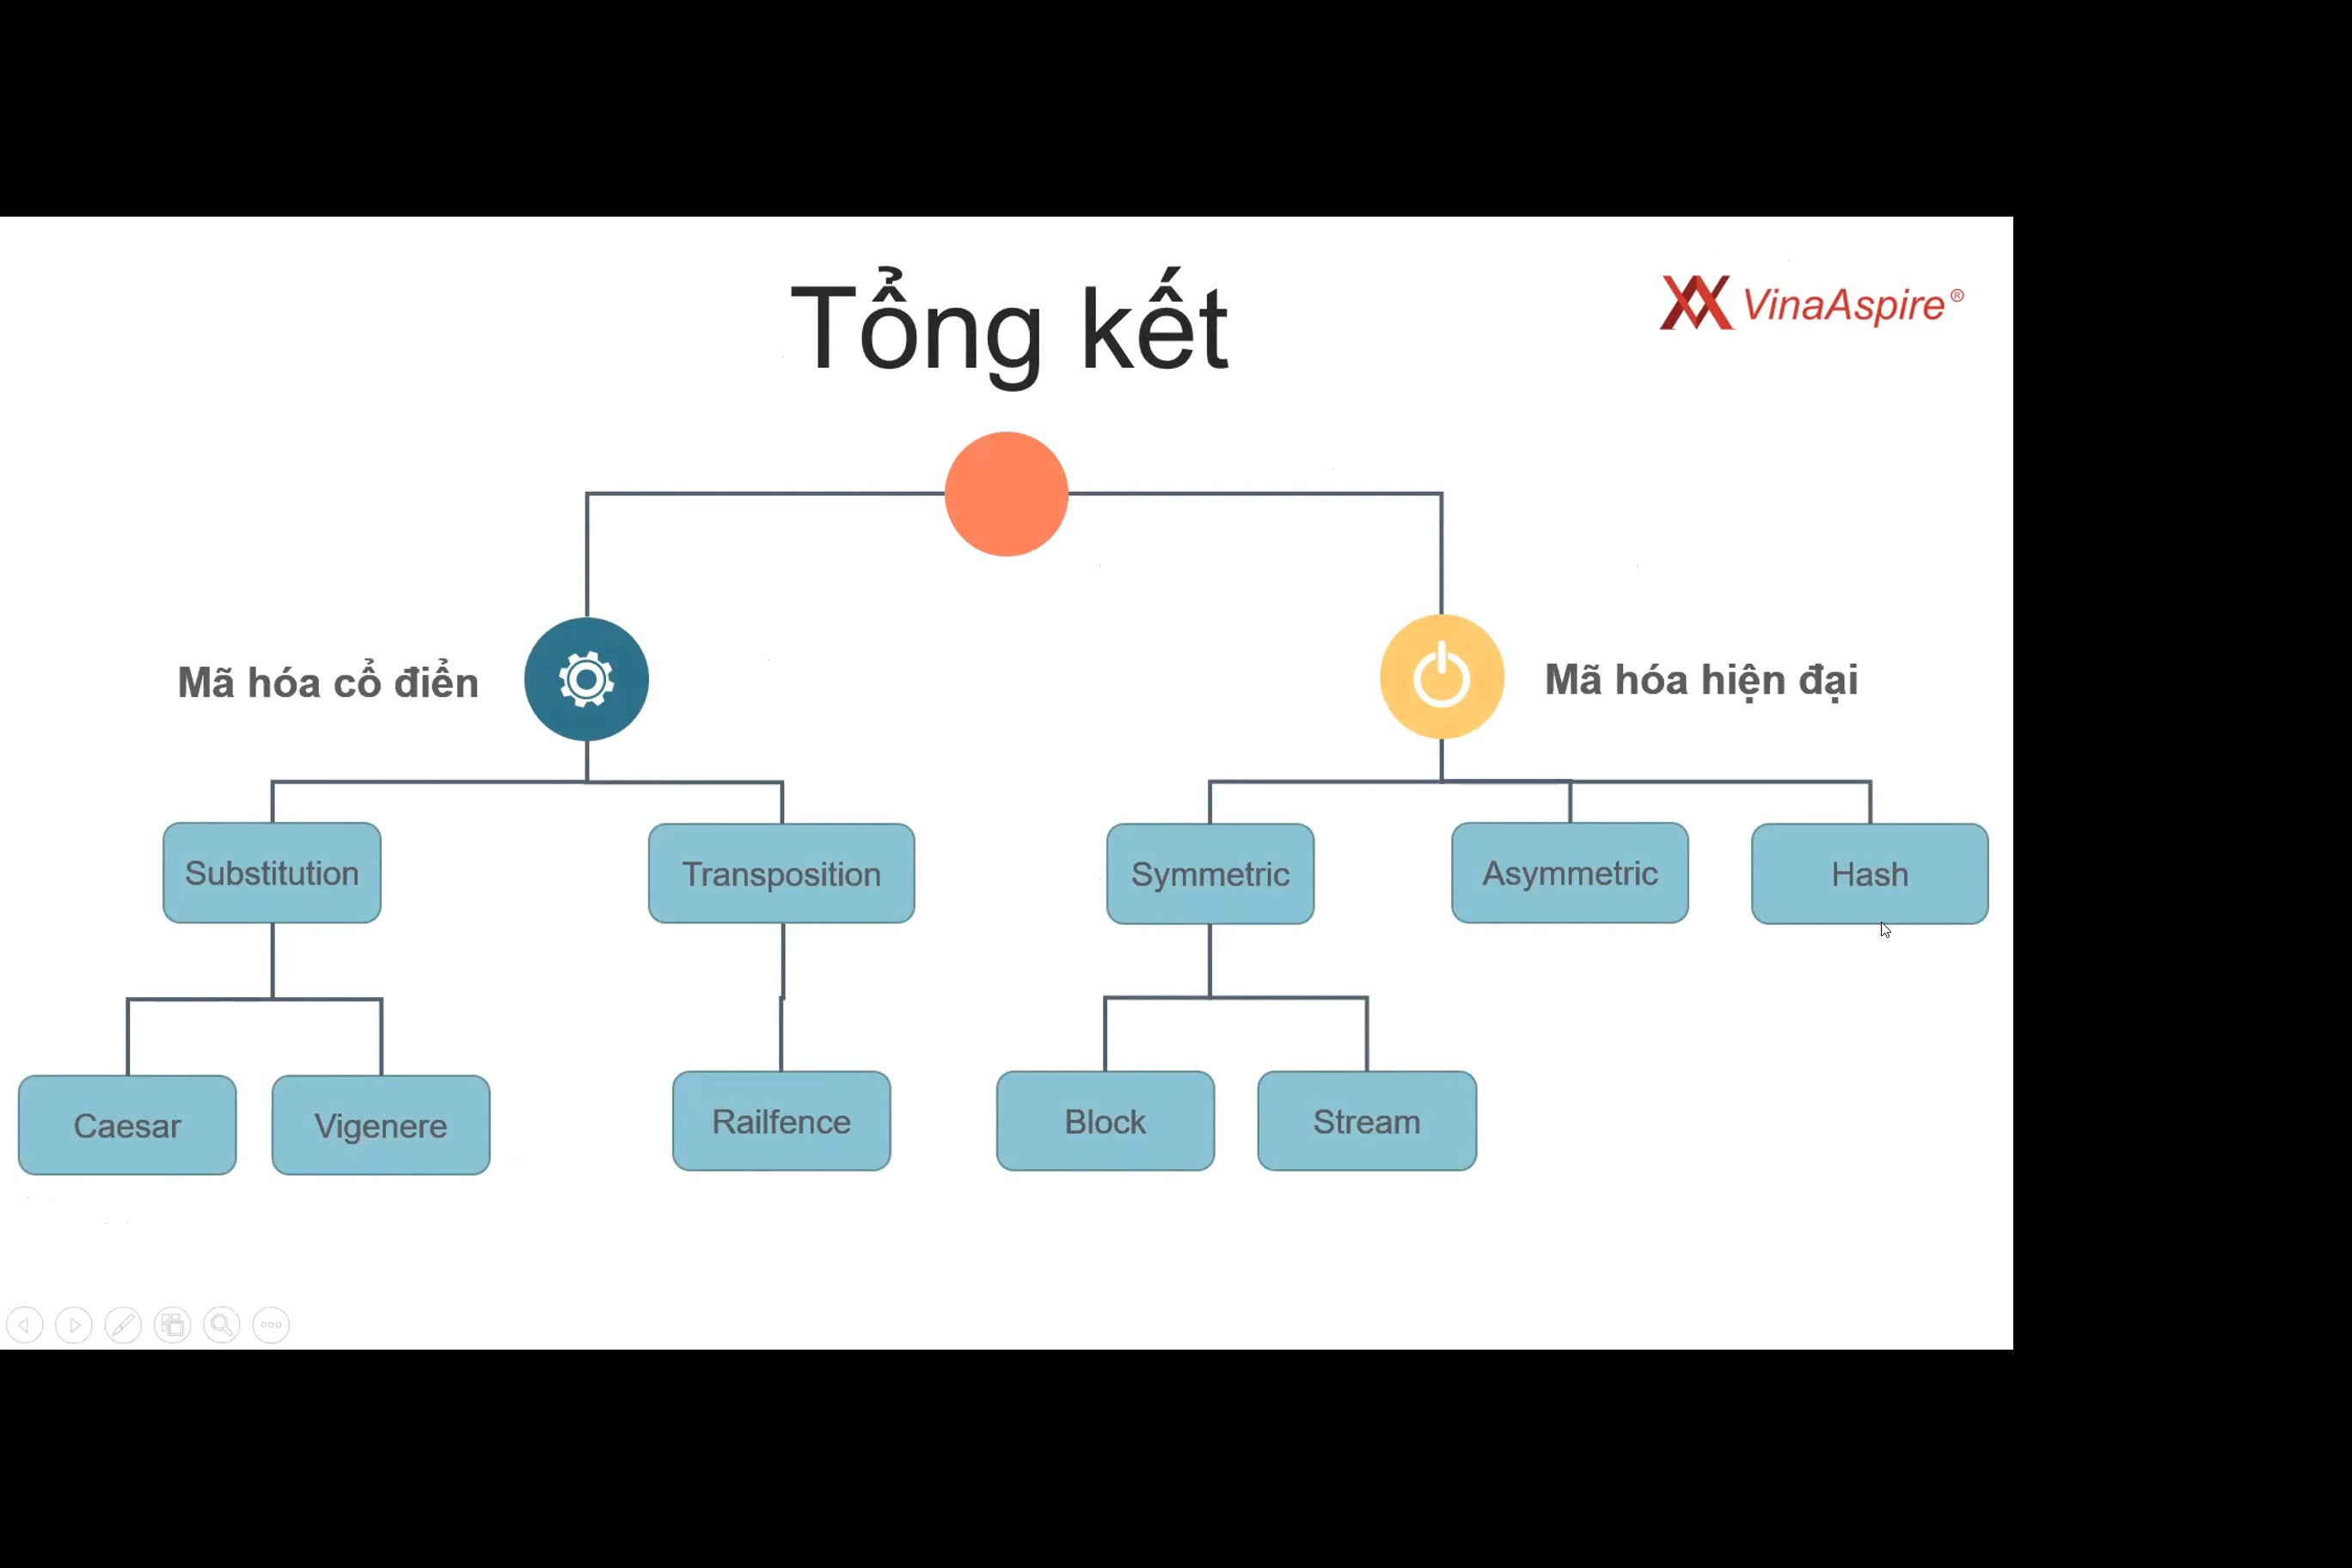 Tổng kết
VinaAspire®
Mã hóa cổ điển
Mã hóa hiện đại
Substitution
Transposition
Symmetric
Asymmetric
Hash
Caesar
Vigenere
Railfence
Block
Stream